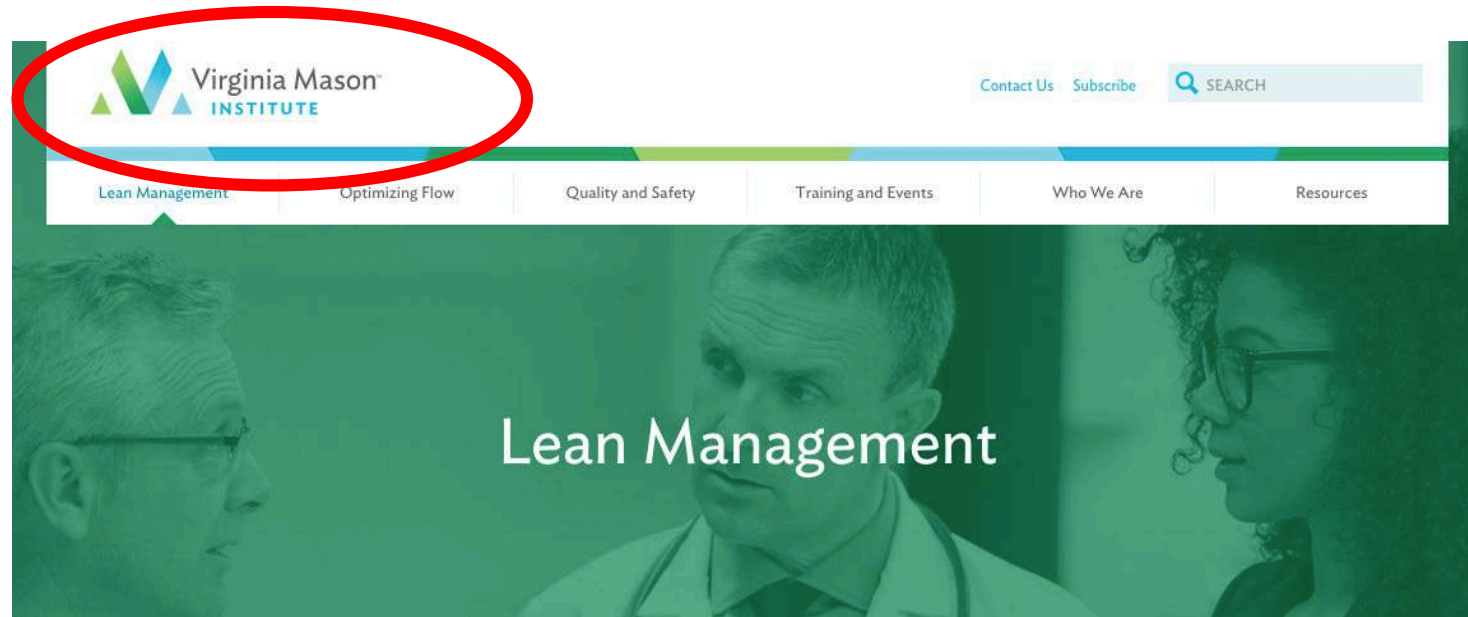 Virginia Mason™
INSTITUTE
Contact Us Subscribe SEARCH
Lean Management Optimizing Flow Quality and Safety Training and Events Who We Are Resources
Lean Management